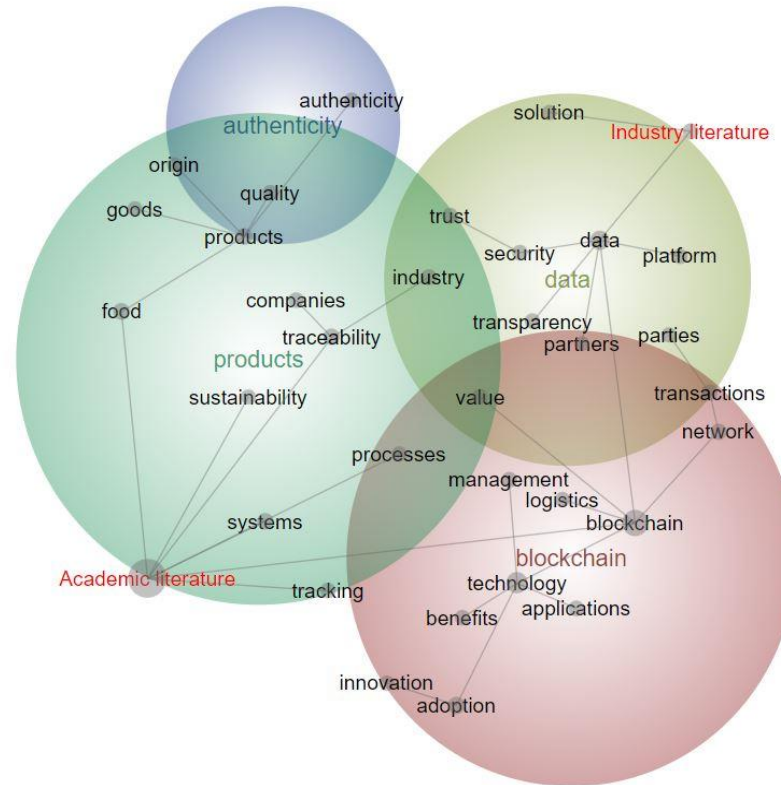 authenticity
authenticity
solution
Industry literature
origin
quality
goods
trust
products
security
data
platform
industry
data
food
companies
transparency
parties
traceability
partners
products
sustainability
value
transactions
network
processes
management
logistics
systems
blockchain
blockchain
Academic literature
technology
tracking
applications
benefits
innovation
adoption